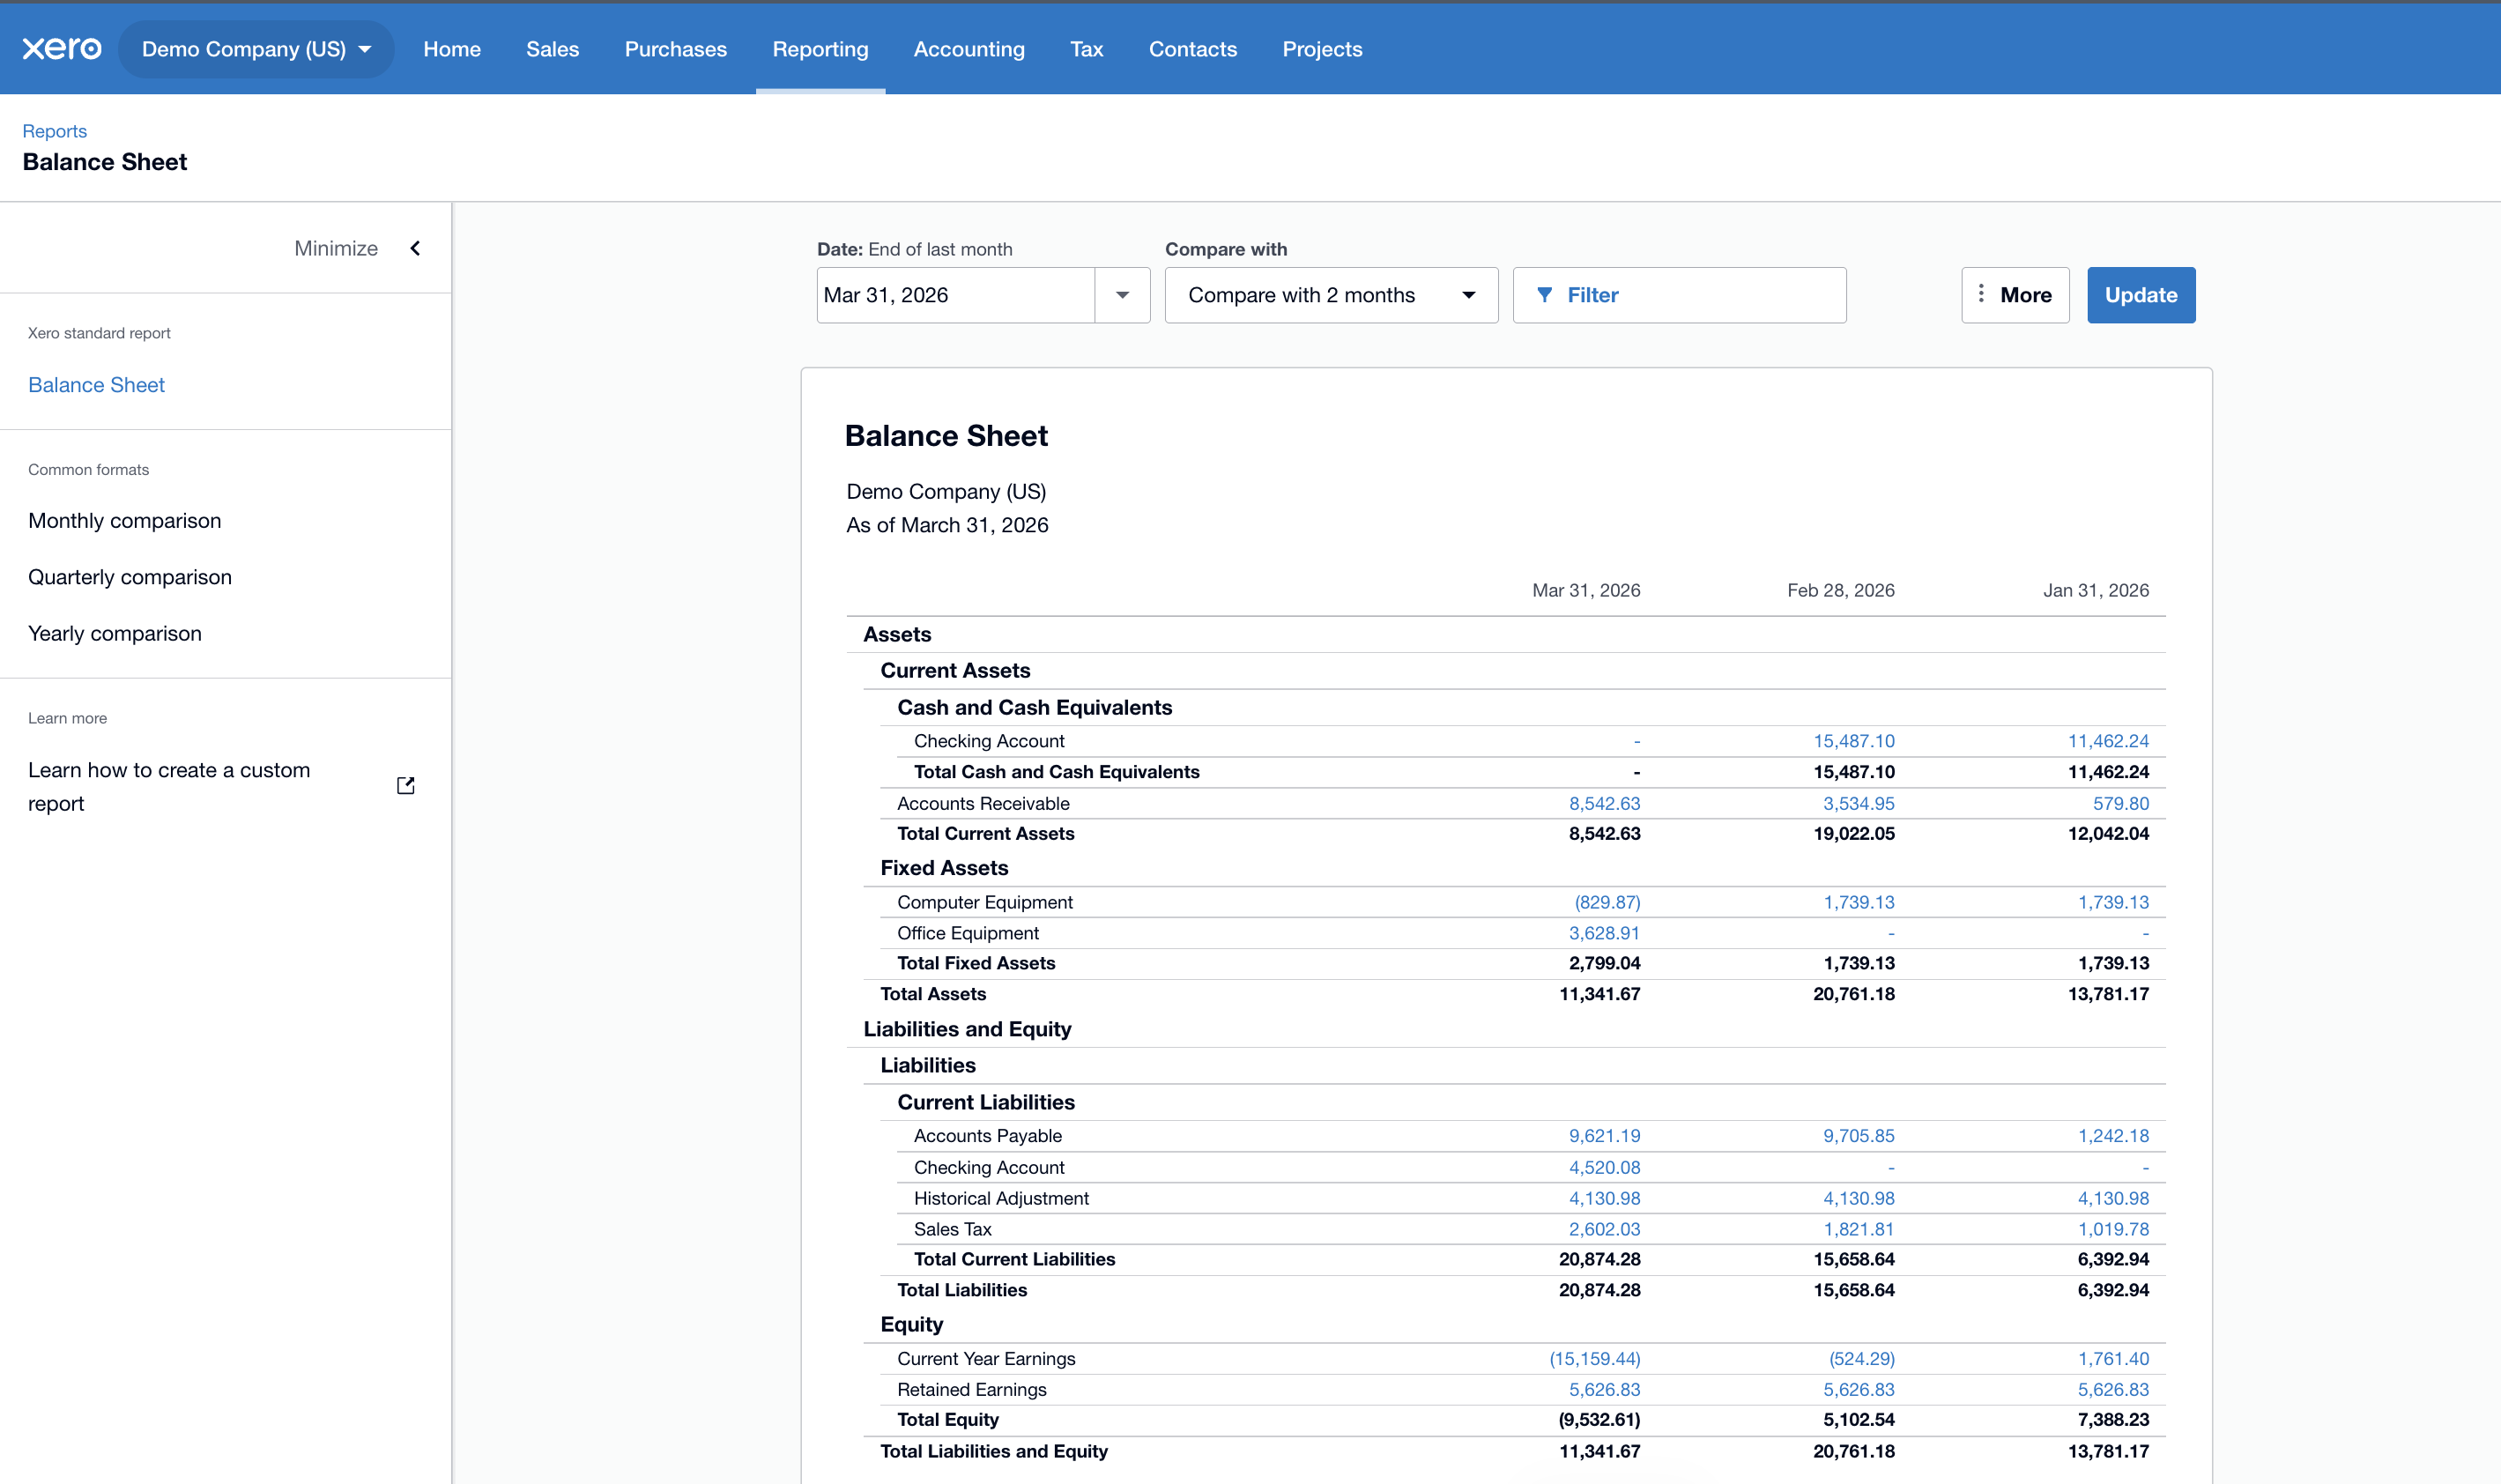 xero Demo Company (US) Home Sales Purchases Reporting Accounting Tax Contacts Projects
Reports
Balance Sheet
Minimize
Xero standard report
Balance Sheet
Common formats
Monthly comparison
Quarterly comparison
Yearly comparison
Learn more
Learn how to create a custom
report
Date: End of last month Compare with
Mar 31, 2026 Compare with 2 months Filter More Update
Balance Sheet
Demo Company (US)
As of March 31, 2026
Mar 31, 2026 Feb 28, 2026 Jan 31, 2026
Assets
Current Assets
Cash and Cash Equivalents
Checking Account - 15,487.10 11,462.24
Total Cash and Cash Equivalents - 15,487.10 11,462.24
Accounts Receivable 8,542.63 3,534.95 579.80
Total Current Assets 8,542.63 19,022.05 12,042.04
Fixed Assets
Computer Equipment (829.87) 1,739.13 1,739.13
Office Equipment 3,628.91 - -
Total Fixed Assets 2,799.04 1,739.13 1,739.13
Total Assets 11,341.67 20,761.18 13,781.17
Liabilities and Equity
Liabilities
Current Liabilities
Accounts Payable 9,621.19 9,705.85 1,242.18
Checking Account 4,520.08 - -
Historical Adjustment 4,130.98 4,130.98 4,130.98
Sales Tax 2,602.03 1,821.81 1,019.78
Total Current Liabilities 20,874.28 15,658.64 6,392.94
Total Liabilities 20,874.28 15,658.64 6,392.94
Equity
Current Year Earnings (15,159.44) (524.29) 1,761.40
Retained Earnings 5,626.83 5,626.83 5,626.83
Total Equity (9,532.61) 5,102.54 7,388.23
Total Liabilities and Equity 11,341.67 20,761.18 13,781.17